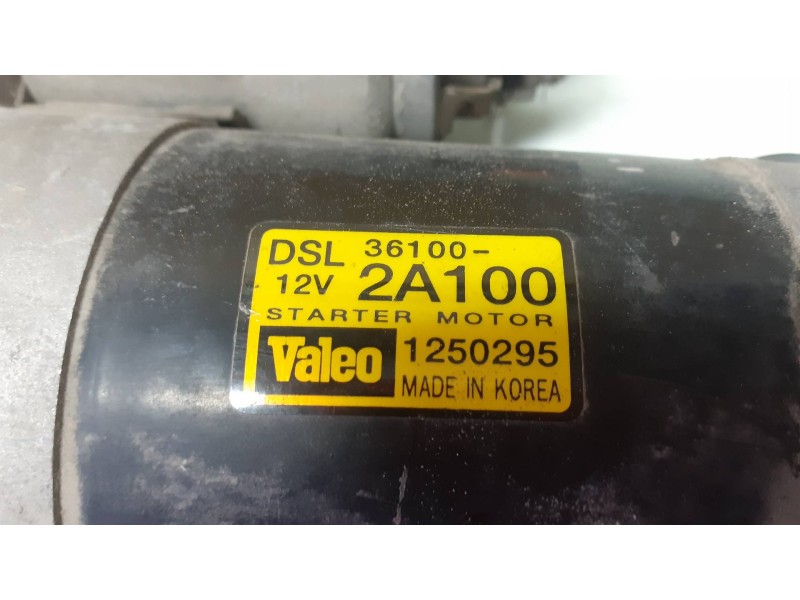 DSL 36100-
12V 2A100
STARTER MOTOR
Valeo 1250295
MADE IN KOREA